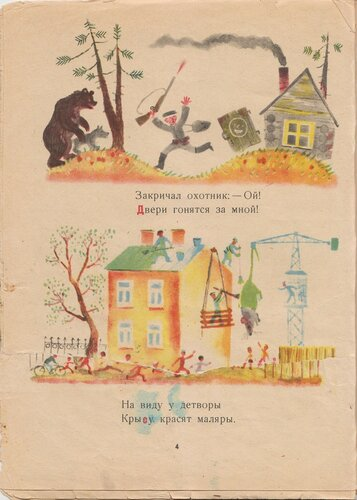 Закричал охотник: — Ой!
Двери гонятся за мной!
На виду у детворы
Крысу красят маляры.
4